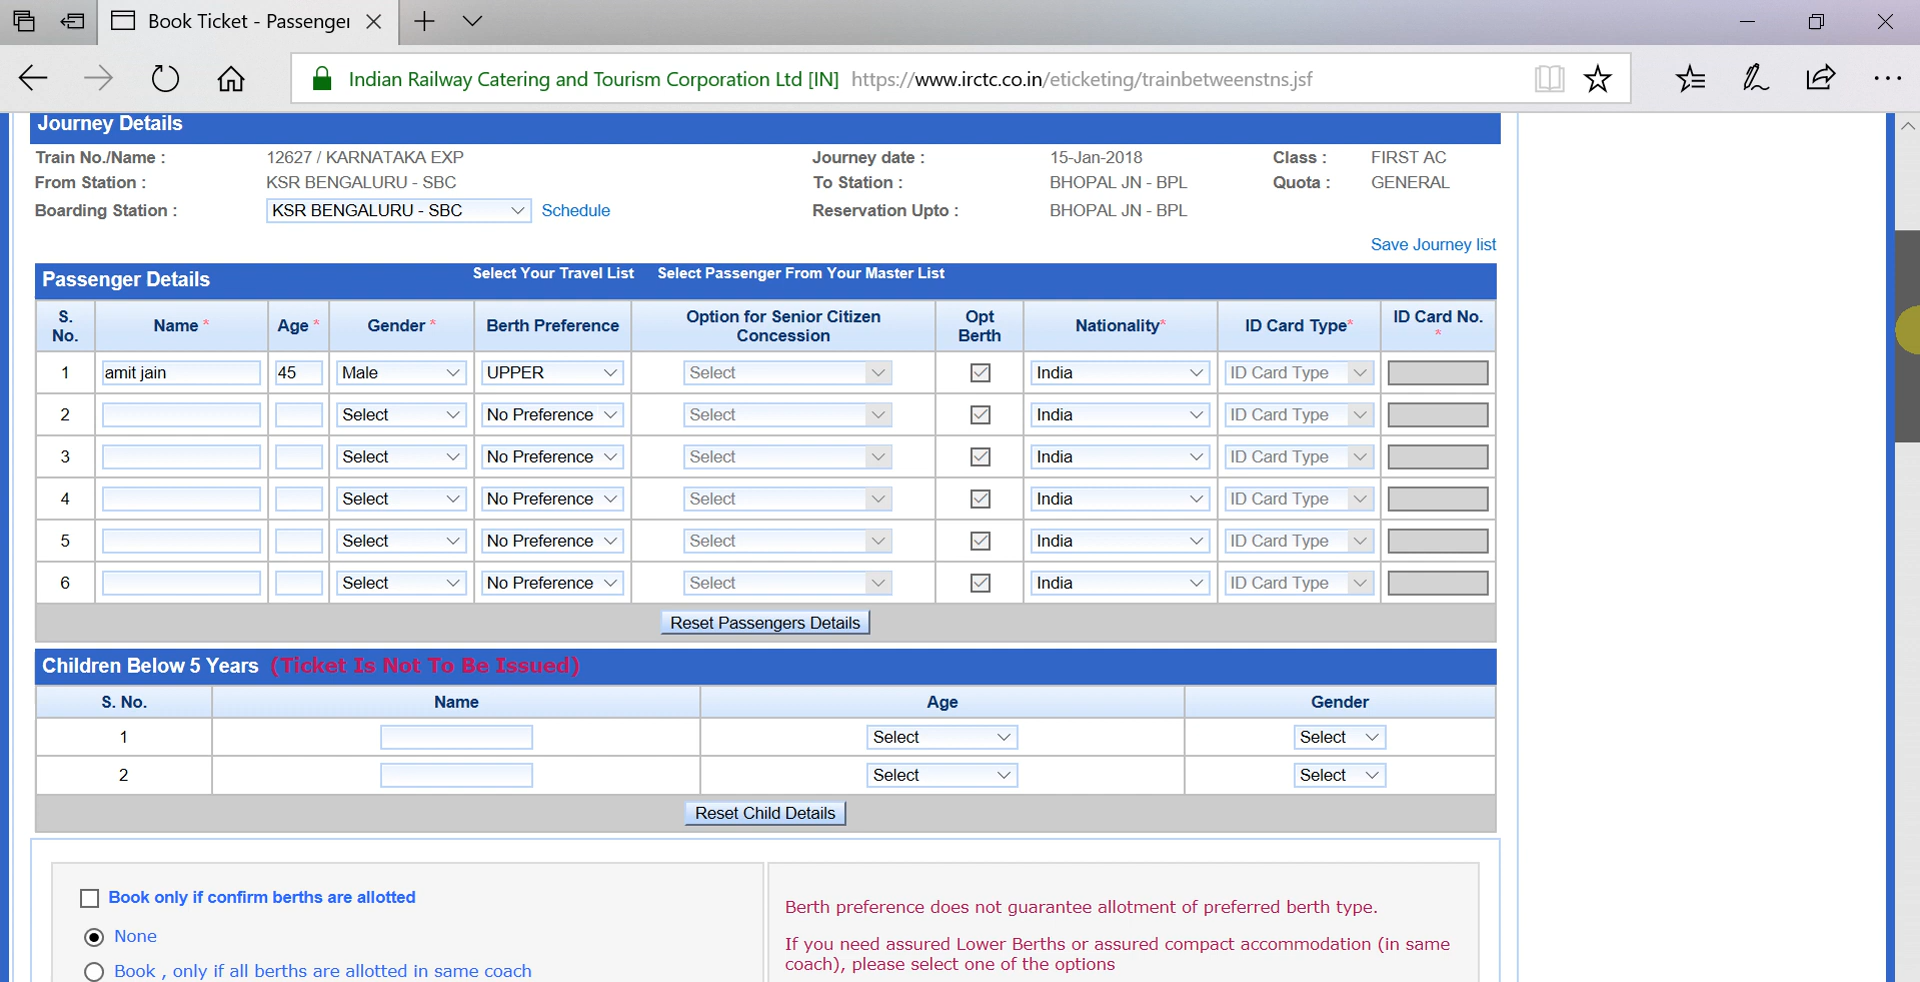 Book Ticket - Passenger
Indian Railway Catering and Tourism Corporation Ltd [IN] https://www.irctc.co.in/eticketing/trainbetweenstns.jsf
Journey Details
Train No./Name : 12627 / KARNATAKA EXP Journey date : 15-Jan-2018 Class : FIRST AC
From Station : KSR BENGALURU - SBC To Station : BHOPAL JN - BPL Quota : GENERAL
Boarding Station : KSR BENGALURU - SBC Schedule Reservation Upto : BHOPAL JN - BPL
Save Journey list
Passenger Details Select Your Travel List Select Passenger From Your Master List
S. No. Name * Age * Gender * Berth Preference Option for Senior Citizen Concession Opt Berth Nationality* ID Card Type* ID Card No. *
1 amit jain 45 Male UPPER Select India ID Card Type
2 Select No Preference Select India ID Card Type
3 Select No Preference Select India ID Card Type
4 Select No Preference Select India ID Card Type
5 Select No Preference Select India ID Card Type
6 Select No Preference Select India ID Card Type
Reset Passengers Details
Children Below 5 Years (Ticket Is Not To Be Issued)
S. No. Name Age Gender
1 Select Select
2 Select Select
Reset Child Details
Book only if confirm berths are allotted
None
Book , only if all berths are allotted in same coach
Berth preference does not guarantee allotment of preferred berth type.
If you need assured Lower Berths or assured compact accommodation (in same
coach), please select one of the options